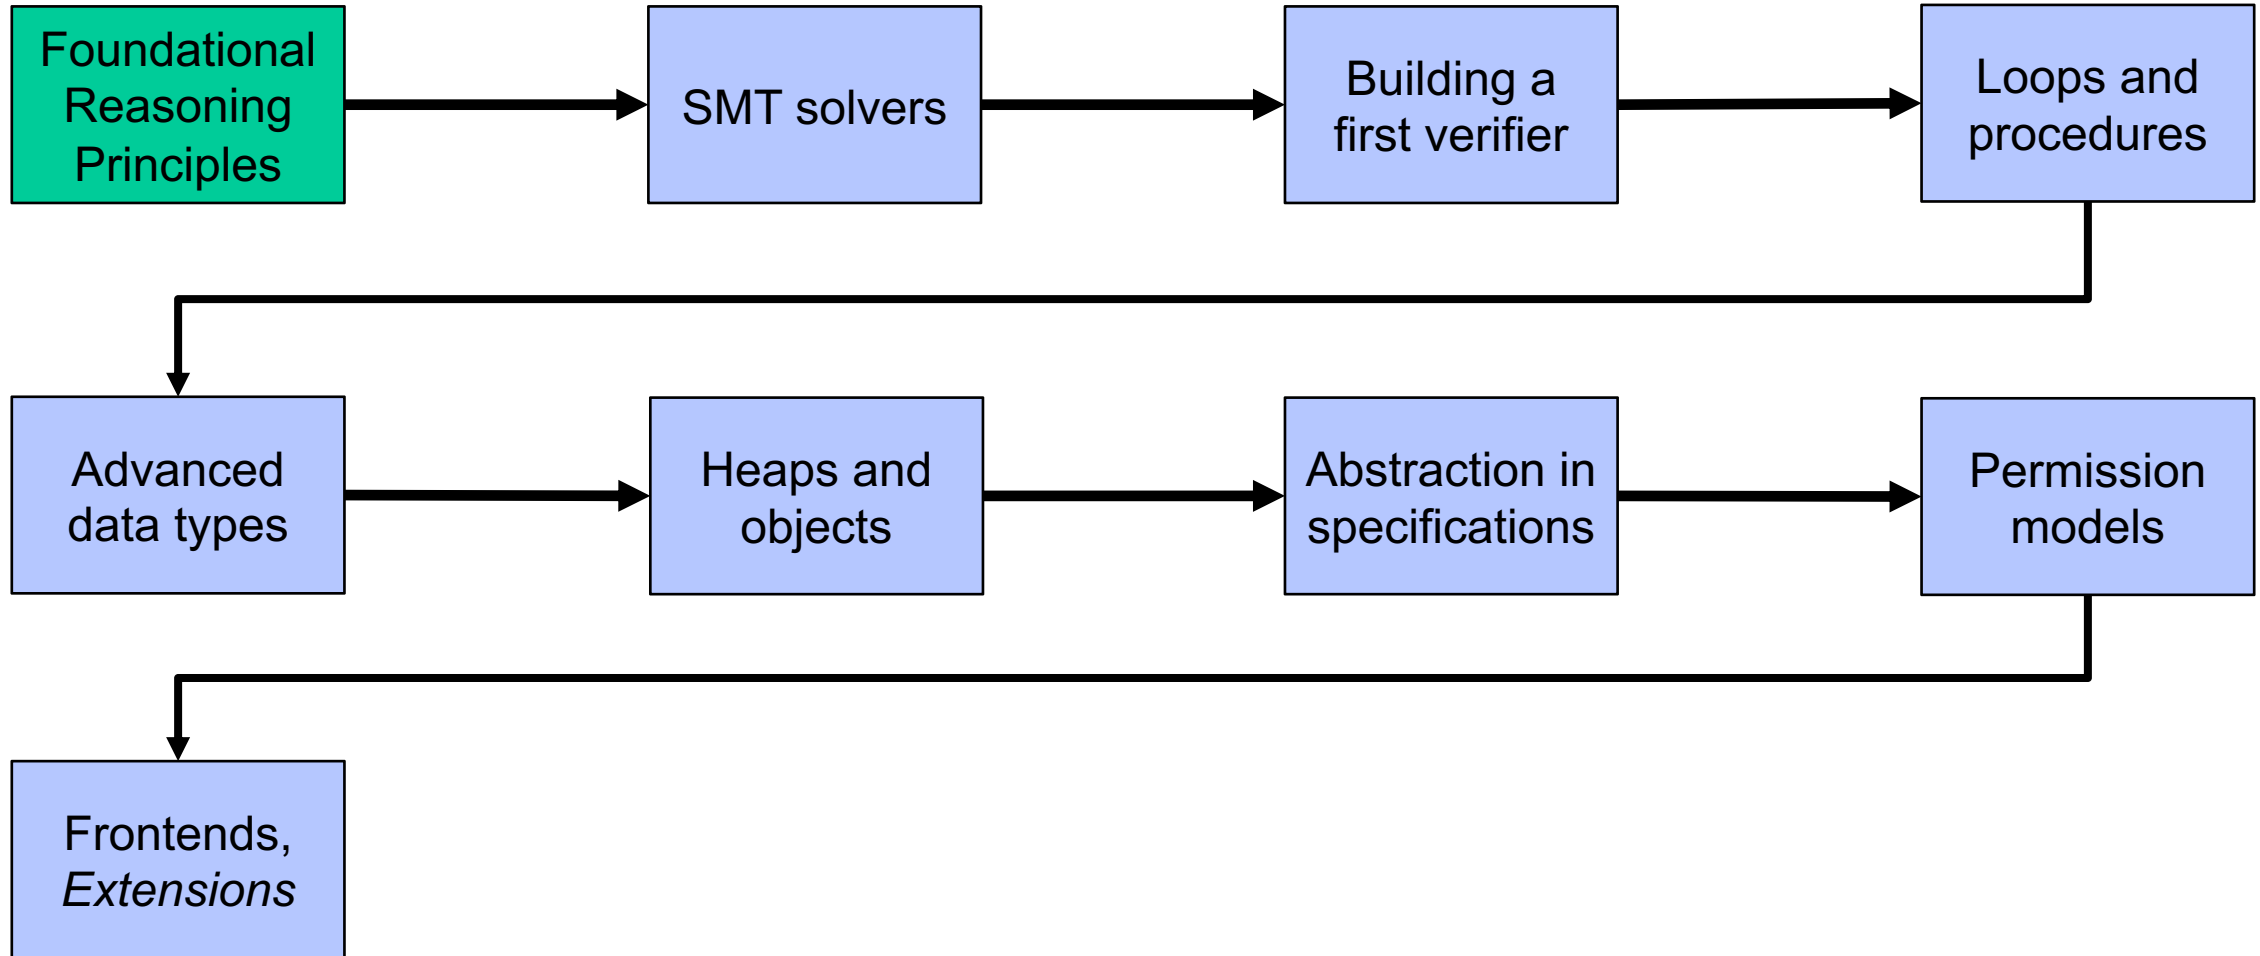 Foundational
Reasoning
Principles
SMT solvers
Building a
first verifier
Loops and
procedures
Advanced
data types
Heaps and
objects
Abstraction in
specifications
Permission
models
Frontends,
Extensions